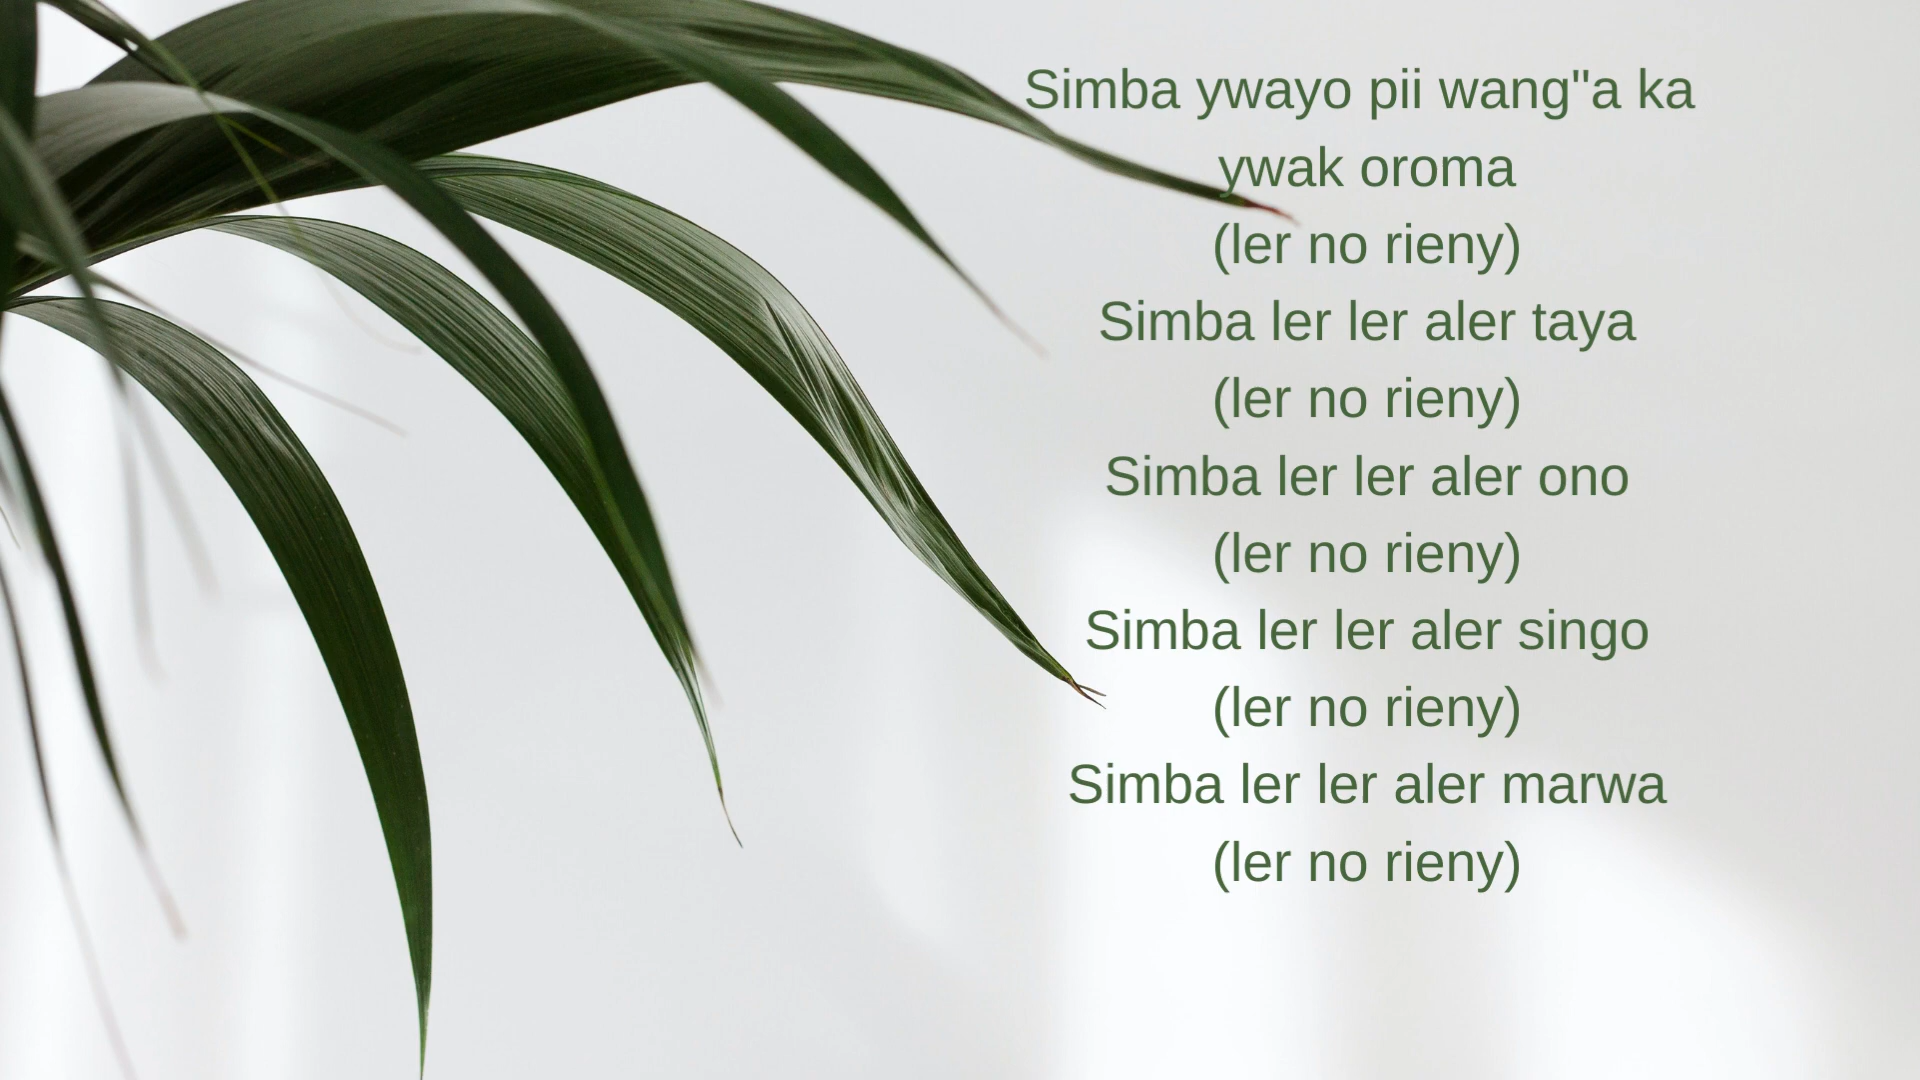 Simba ywayo pii wang"a ka
ywak oroma
(ler no rieny)
Simba ler ler aler taya
(ler no rieny)
Simba ler ler aler ono
(ler no rieny)
Simba ler ler aler singo
(ler no rieny)
Simba ler ler aler marwa
(ler no rieny)